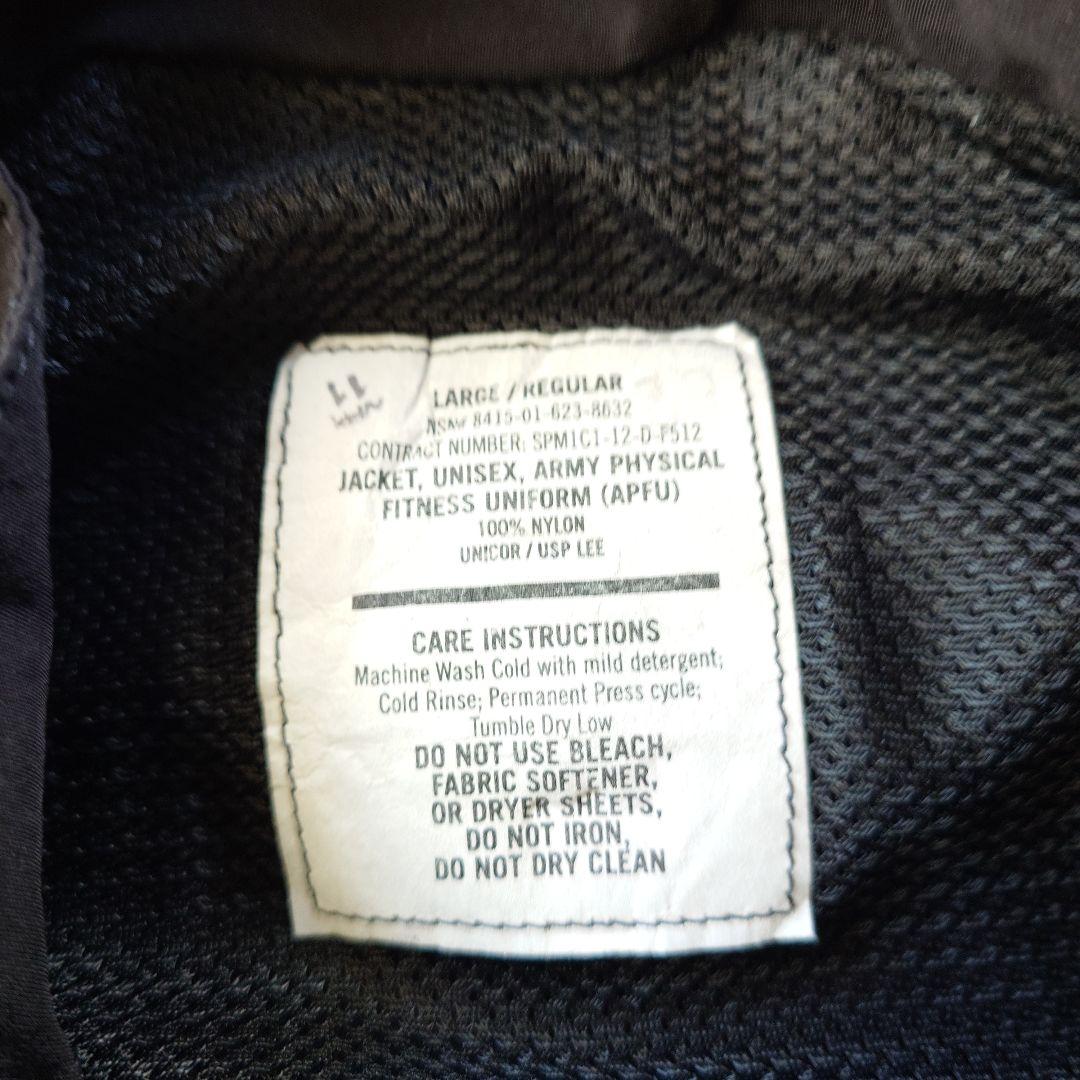 LARGE / REGULAR
NSN# 8415-01-623-8632
CONTRACT NUMBER: SPM1C1-12-D-F512
JACKET, UNISEX, ARMY PHYSICAL
FITNESS UNIFORM (APFU)
100% NYLON
UNICOR / USP LEE
CARE INSTRUCTIONS
Machine Wash Cold with mild detergent;
Cold Rinse; Permanent Press cycle;
Tumble Dry Low
DO NOT USE BLEACH,
FABRIC SOFTENER,
OR DRYER SHEETS,
DO NOT IRON,
DO NOT DRY CLEAN